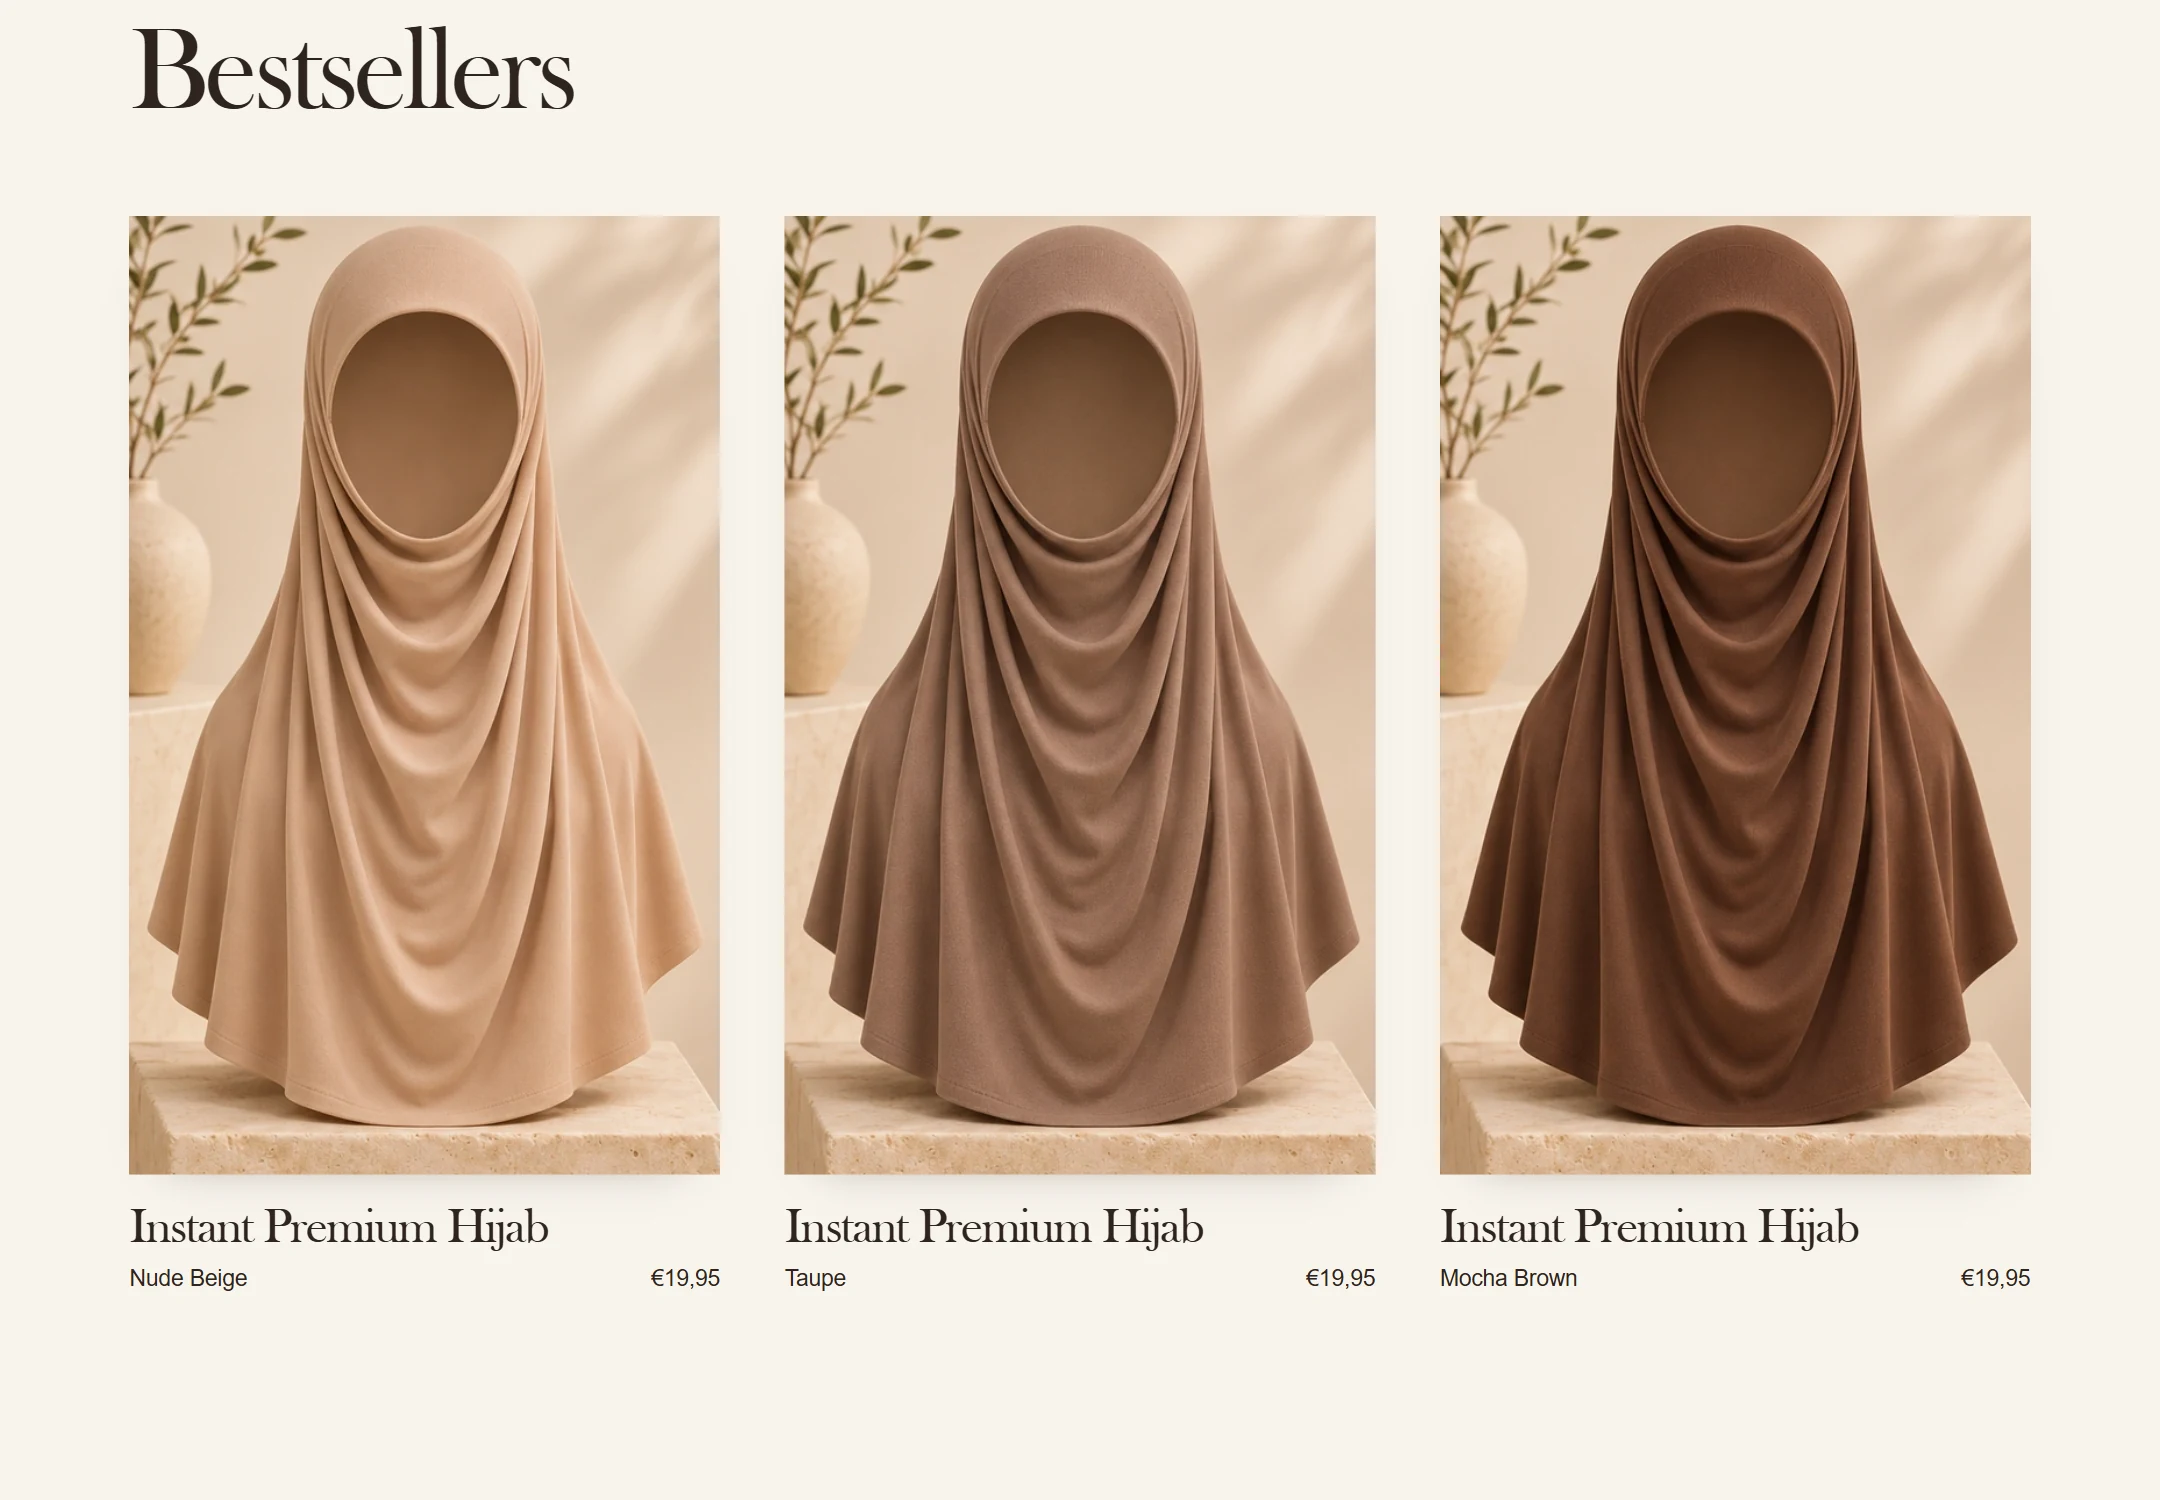 Bestsellers
Instant Premium Hijab
Nude Beige €19,95
Instant Premium Hijab
Taupe €19,95
Instant Premium Hijab
Mocha Brown €19,95